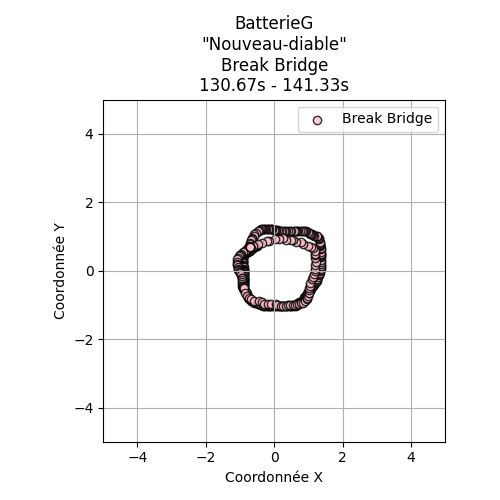 BatterieG
"Nouveau-diable"
Break Bridge
130.67s - 141.33s
Break Bridge
4
2
0
−2
−4
Coordonnée Y
−4 −2 0 2 4
Coordonnée X